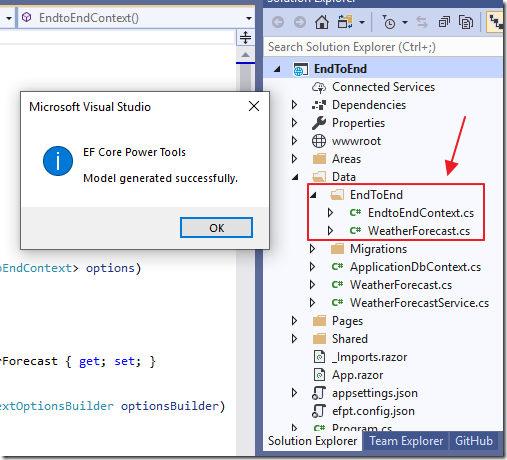 EndtoEndContext()
Solution Explorer
Search Solution Explorer (Ctrl+;)
EndToEnd
Connected Services
Dependencies
Properties
wwwroot
Areas
Data
EndToEnd
C# EndtoEndContext.cs
C# WeatherForecast.cs
Migrations
C# ApplicationDbContext.cs
C# WeatherForecast.cs
C# WeatherForecastService.cs
Pages
Shared
_Imports.razor
App.razor
appsettings.json
efpt.config.json
C# Program.cs
Solution Explorer Team Explorer GitHub
Microsoft Visual Studio
EF Core Power Tools
Model generated successfully.
OK
oEndContext> options)
rForecast { get; set; }
extOptionsBuilder optionsBuilder)